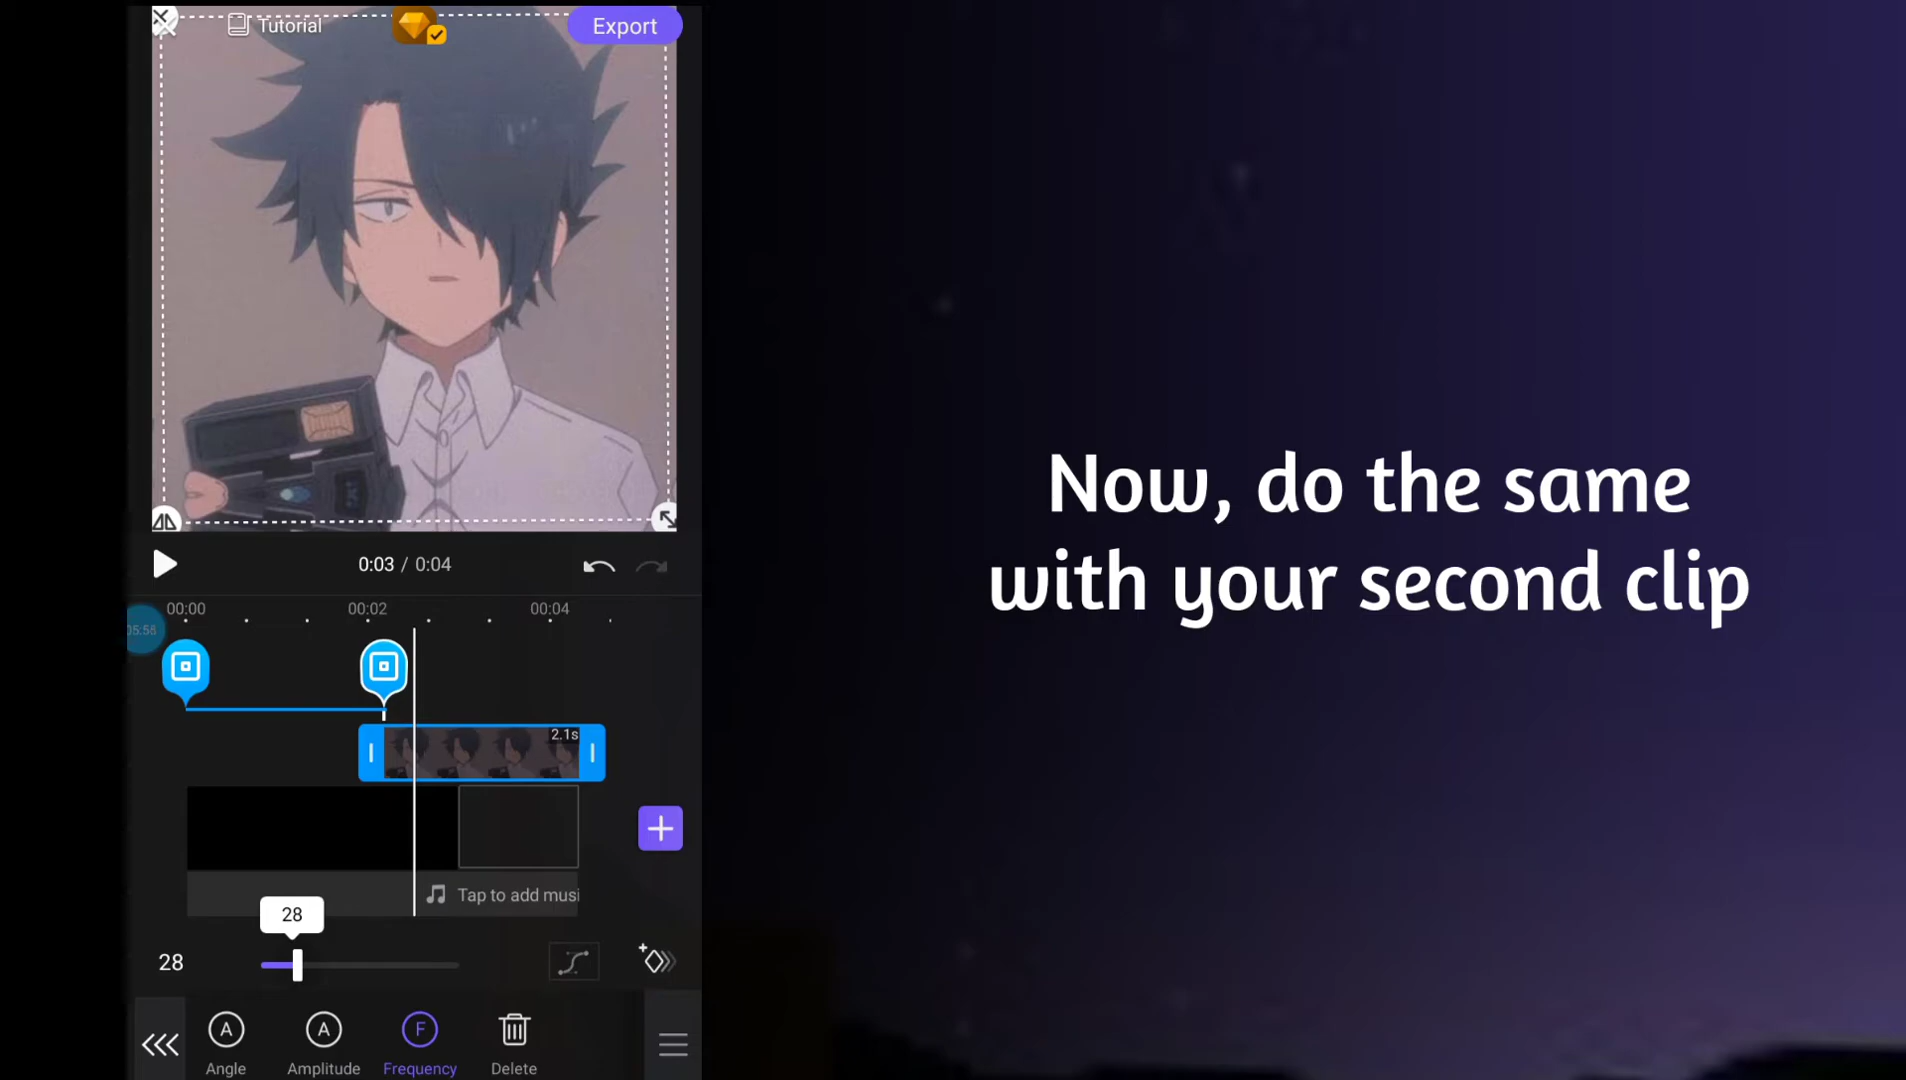 Tutorial
Export
Now, do the same
with your second clip
0:03 / 0:04
00:00
00:02
00:04
05:58
2.1s
Tap to add musi
28
28
A
A
F
Angle
Amplitude
Frequency
Delete